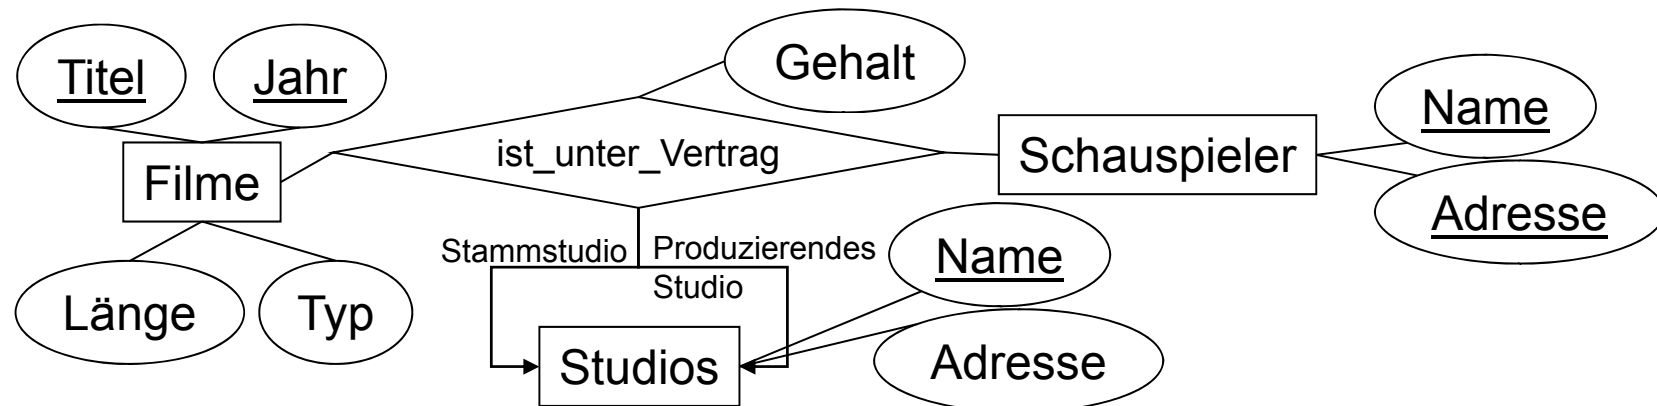 Titel
Jahr
Gehalt
Filme
ist_unter_Vertrag
Schauspieler
Name
Adresse
Länge
Typ
Stammstudio
Produzierendes
Studio
Name
Adresse
Studios